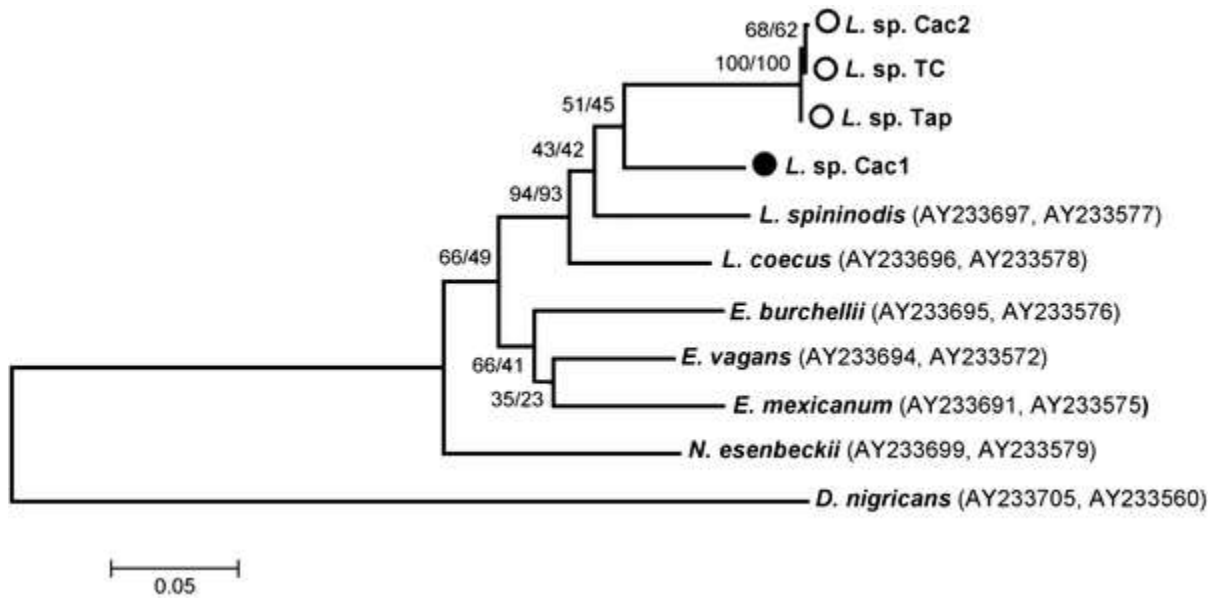 68/62
L. sp. Cac2
100/100
L. sp. TC
51/45
L. sp. Tap
43/42
L. sp. Cac1
94/93
L. spininodis (AY233697, AY233577)
66/49
L. coecus (AY233696, AY233578)
E. burchellii (AY233695, AY233576)
66/41
E. vagans (AY233694, AY233572)
35/23
E. mexicanum (AY233691, AY233575)
N. esenbeckii (AY233699, AY233579)
D. nigricans (AY233705, AY233560)
0.05